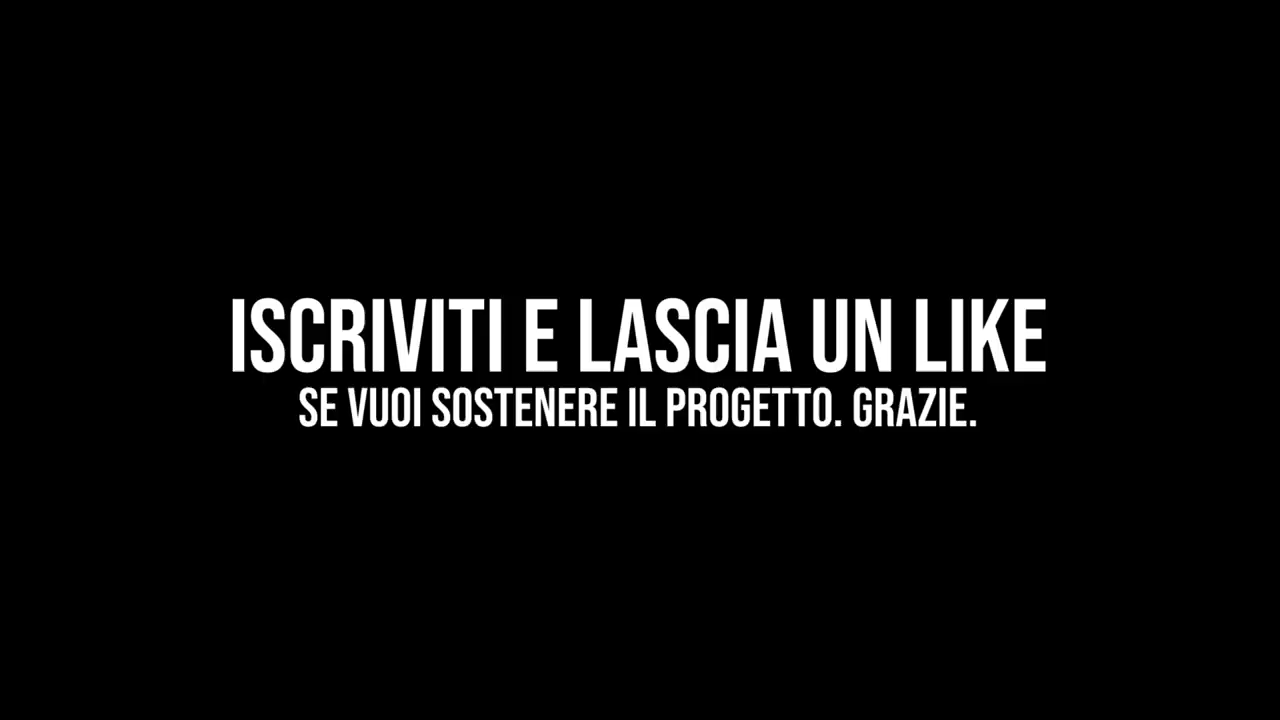 ISCRIVITI E LASCIA UN LIKE
SE VUOI SOSTENERE IL PROGETTO. GRAZIE.